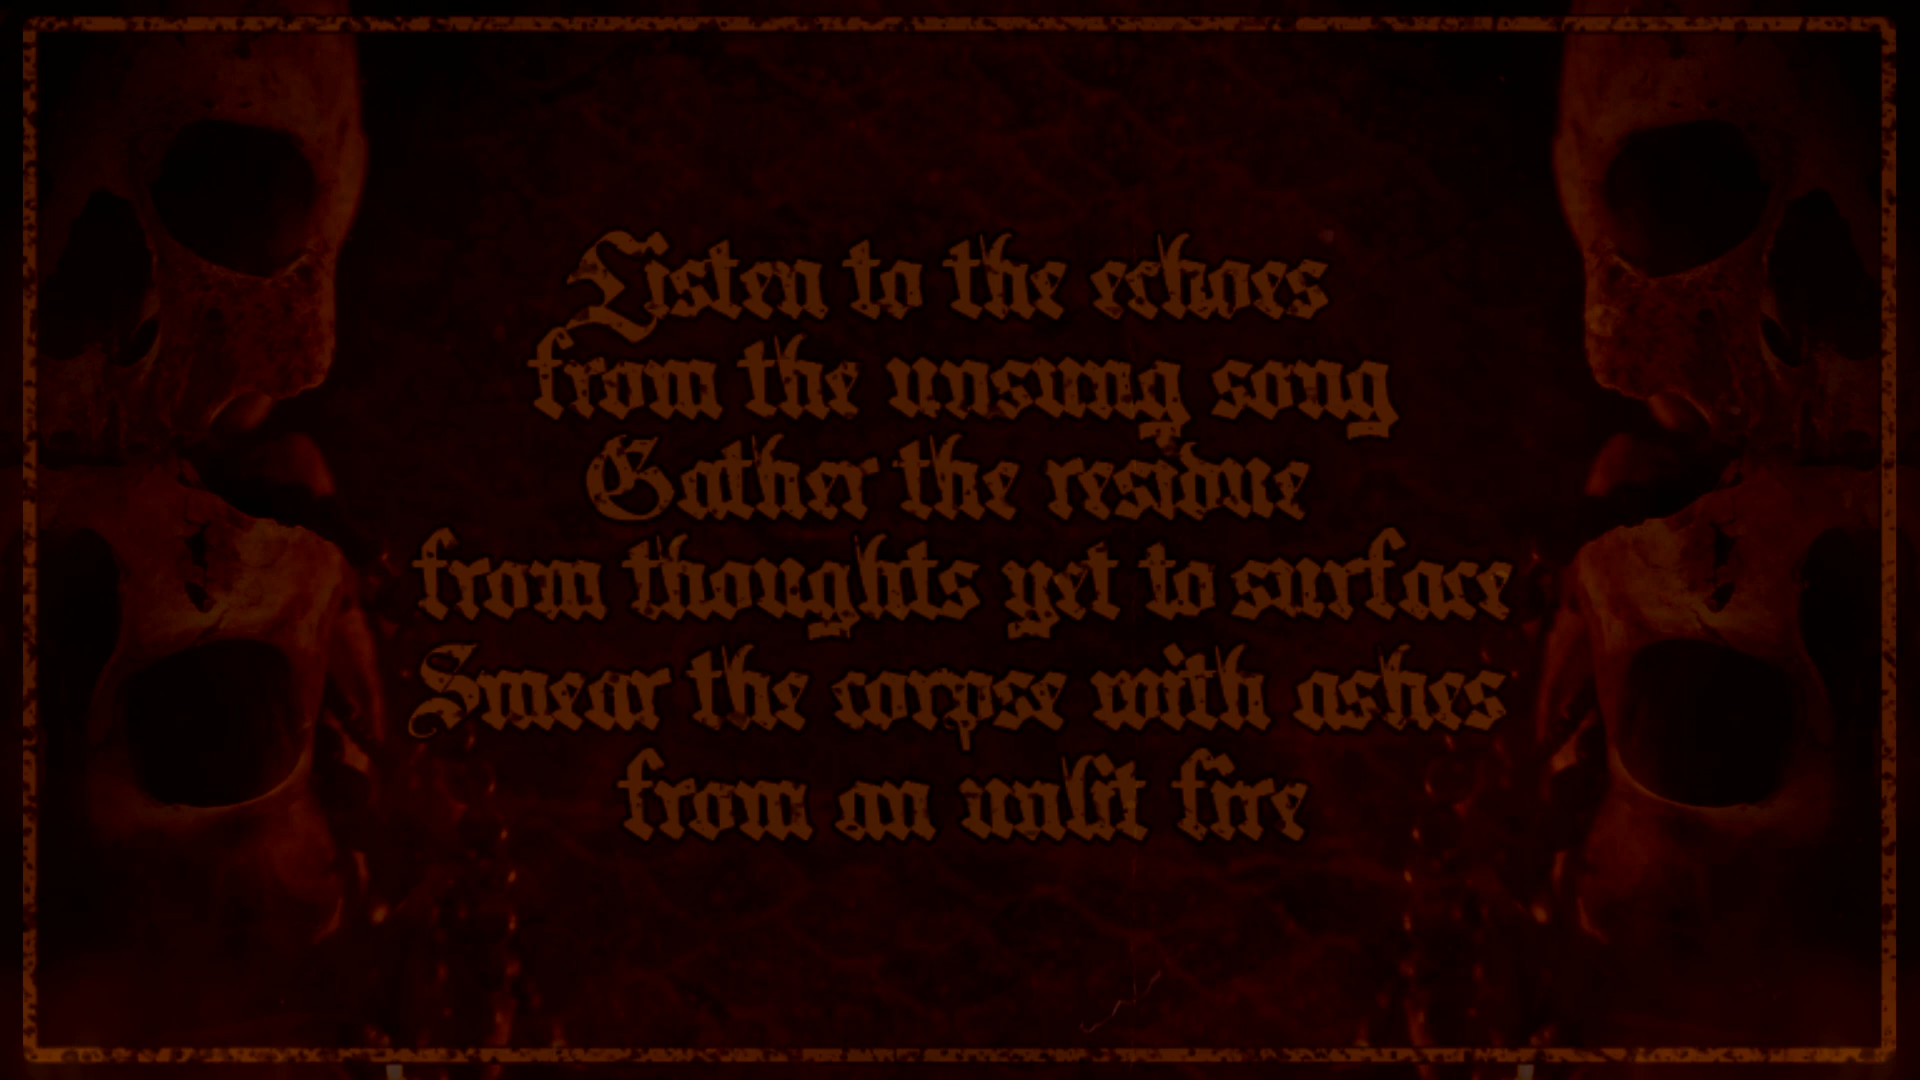 Listen to the echoes
from the unsung song
Gather the residue
from thoughts yet to surface
Smear the corpse with ashes
from an unlit fire